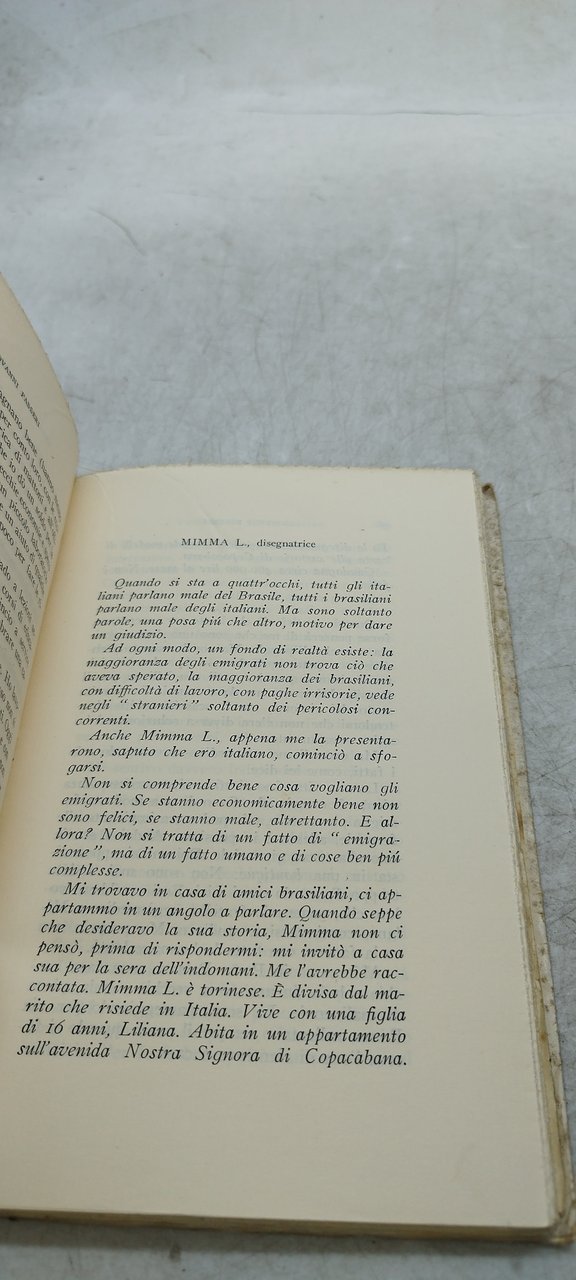 MIMMA L., disegnatrice
Quando si sta a quattr'occhi, tutti gli ita-
liani parlano male del Brasile, tutti i brasiliani
parlano male degli italiani. Ma sono soltanto
parole, una posa piú che altro, motivo per dare
un giudizio.
Ad ogni modo, un fondo di realtà esiste: la
maggioranza degli emigrati non trova ciò che
aveva sperato, la maggioranza dei brasiliani,
con difficoltà di lavoro, con paghe irrisorie, vede
negli "stranieri" soltanto dei pericolosi con-
correnti.
Anche Mimma L., appena me la presenta-
rono, saputo che ero italiano, cominciò a sfo-
garsi.
Non si comprende bene cosa vogliano gli
emigrati. Se stanno economicamente bene non
sono felici, se stanno male, altrettanto. E al-
lora? Non si tratta di un fatto di "emigra-
zione", ma di un fatto umano e di cose ben piú
complesse.
Mi trovavo in casa di amici brasiliani, ci ap-
partammo in un angolo a parlare. Quando seppe
che desideravo la sua storia, Mimma non ci
pensò, prima di rispondermi: mi invitò a casa
sua per la sera dell'indomani. Me l'avrebbe rac-
contata. Mimma L. è torinese. È divisa dal ma-
rito che risiede in Italia. Vive con una figlia
di 16 anni, Liliana. Abita in un appartamento
sull'avenida Nostra Signora di Copacabana.